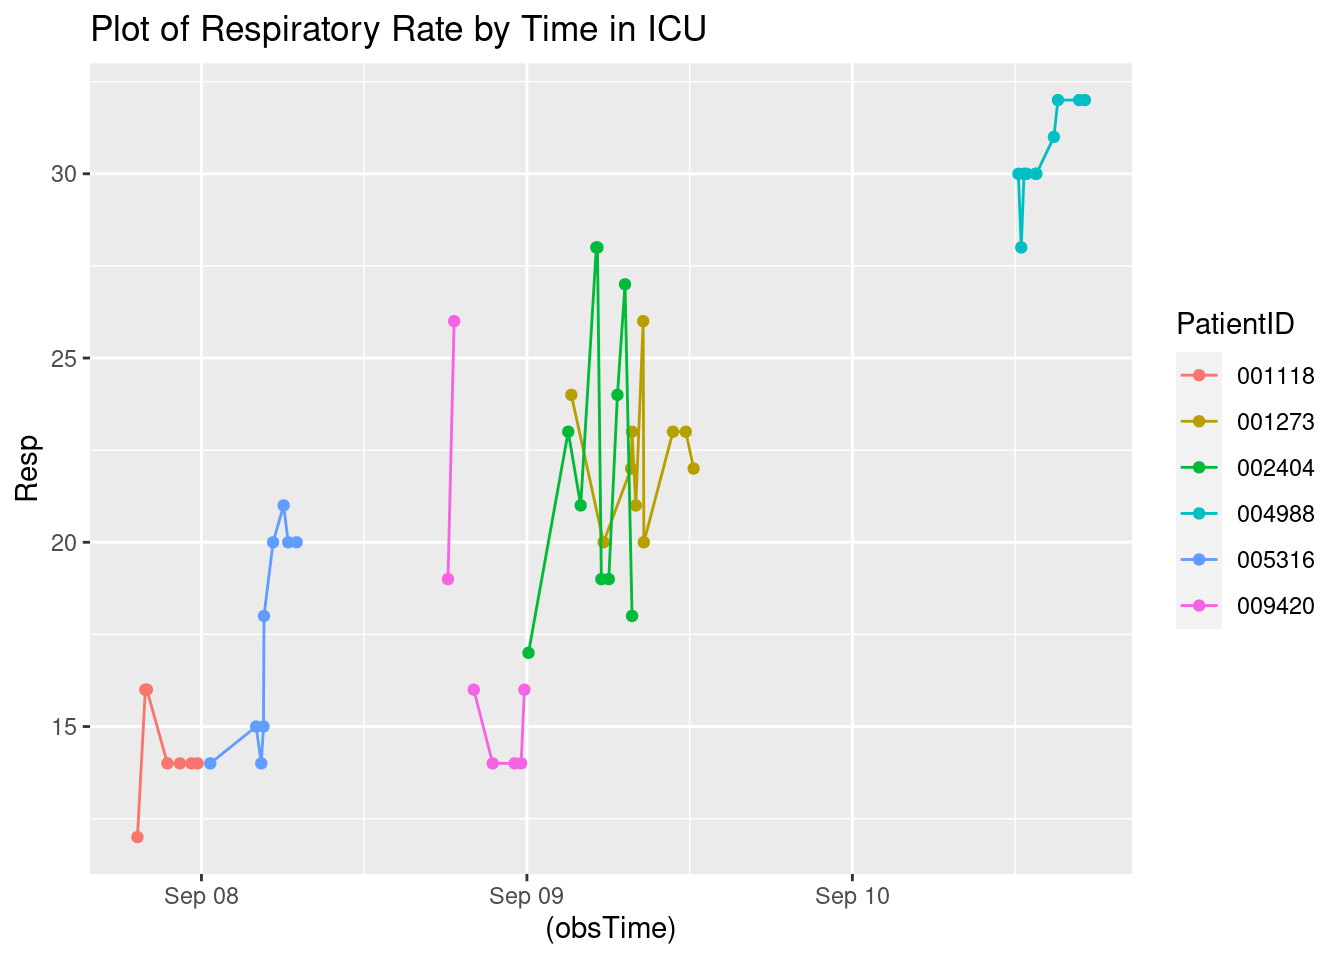 Plot of Respiratory Rate by Time in ICU
Resp
30
25
20
15
Sep 08
Sep 09
Sep 10
(obsTime)
PatientID
001118
001273
002404
004988
005316
009420